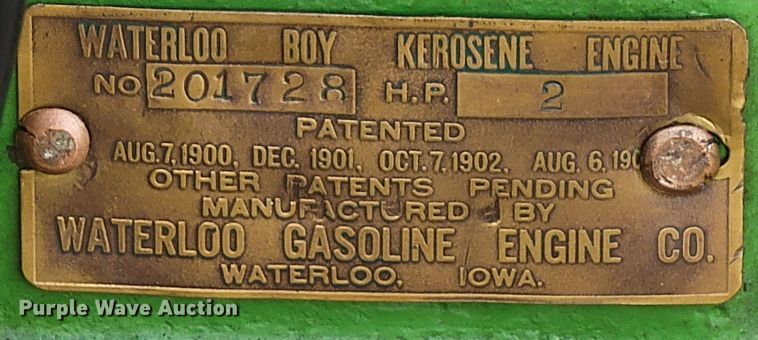 WATERLOO BOY KEROSENE ENGINE
NO 201728 H.P. 2
PATENTED
AUG. 7, 1900, DEC. 1901, OCT. 7, 1902, AUG. 6,
OTHER PATENTS PENDING
MANUFACTURED BY
WATERLOO GASOLINE ENGINE CO.
WATERLOO, IOWA.
Purple Wave Auction